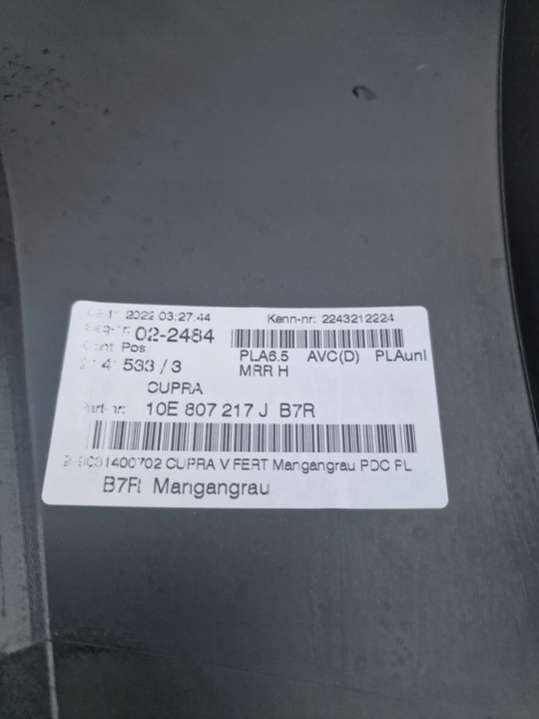 2022 03:27:44 Kenn-nr: 2243212224
02-2484
Pos.
PLA6.5 AVC(D) PLAunl
533 / 3 MRR H
CUPRA
10E 807 217 J B7R
CUPRA V FERT Mangangrau PDC PL
B7R Mangangrau